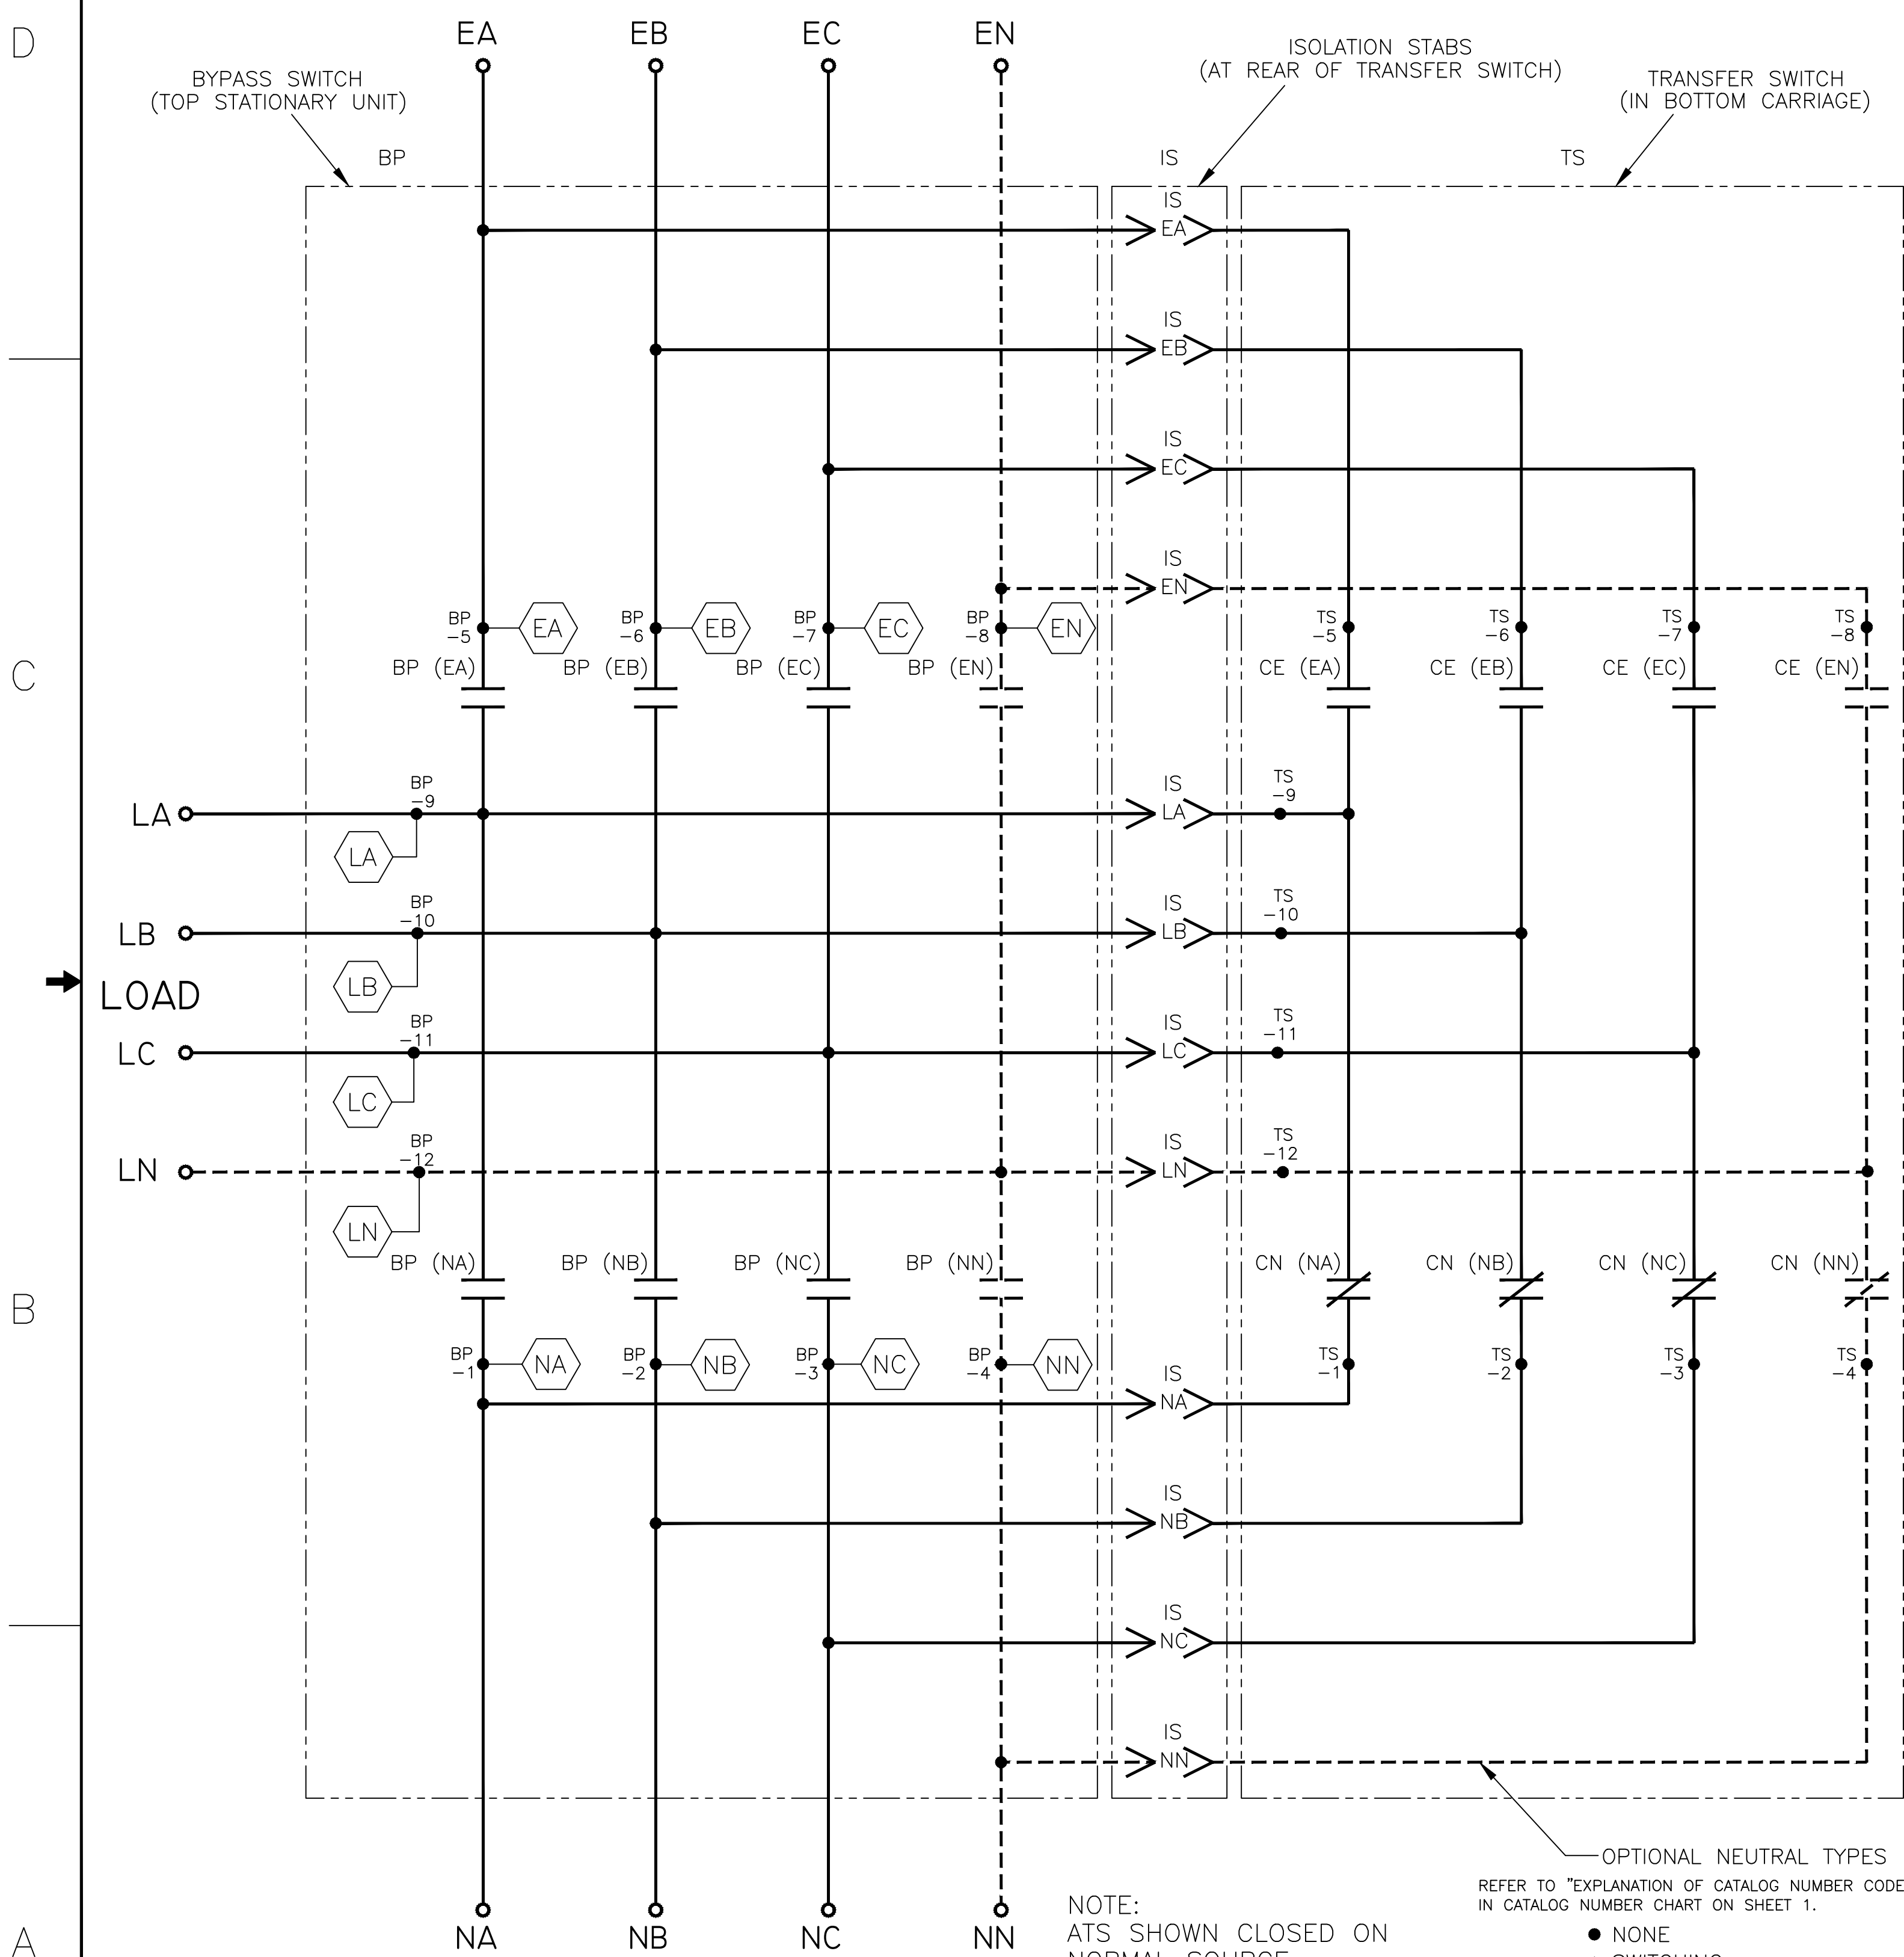 D
EA EB EC EN
BYPASS SWITCH
(TOP STATIONARY UNIT)
ISOLATION STABS
(AT REAR OF TRANSFER SWITCH)
TRANSFER SWITCH
(IN BOTTOM CARRIAGE)
BP IS TS
IS
EA
IS
EB
IS
EC
IS
EN
BP BP BP BP TS TS TS TS
-5 EA -6 EB -7 EC -8 EN -5 -6 -7 -8
C
BP (EA) BP (EB) BP (EC) BP (EN) CE (EA) CE (EB) CE (EC) CE (EN)
BP IS TS
-9 -9
LA LA
LA
BP IS TS
-10 -10
LB LB
LB
LOAD
BP IS TS
-11 -11
LC LC
LC
BP IS TS
-12 -12
LN LN
LN
BP (NA) BP (NB) BP (NC) BP (NN) CN (NA) CN (NB) CN (NC) CN (NN)
B
BP BP BP BP TS TS TS TS
-1 NA -2 NB -3 NC -4 NN -1 -2 -3 -4
IS
NA
IS
NB
IS
NC
IS
NN
OPTIONAL NEUTRAL TYPES
REFER TO "EXPLANATION OF CATALOG NUMBER CODE
IN CATALOG NUMBER CHART ON SHEET 1.
NA NB NC NN
NOTE:
ATS SHOWN CLOSED ON
NORMAL SOURCE
● NONE
SWITCHING
A